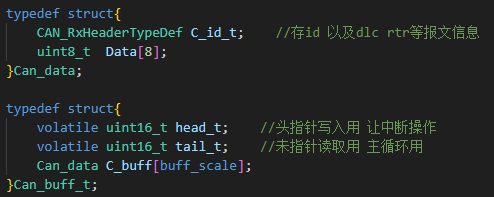 typedef struct{
    CAN_RxHeaderTypeDef C_id_t;    //存id 以及dlc rtr等报文信息
    uint8_t  Data[8];
}Can_data;

typedef struct{
    volatile uint16_t head_t;    //头指针写入用 让中断操作
    volatile uint16_t tail_t;    //末指针读取用 主循环用
    Can_data C_buff[buff_scale];
}Can_buff_t;